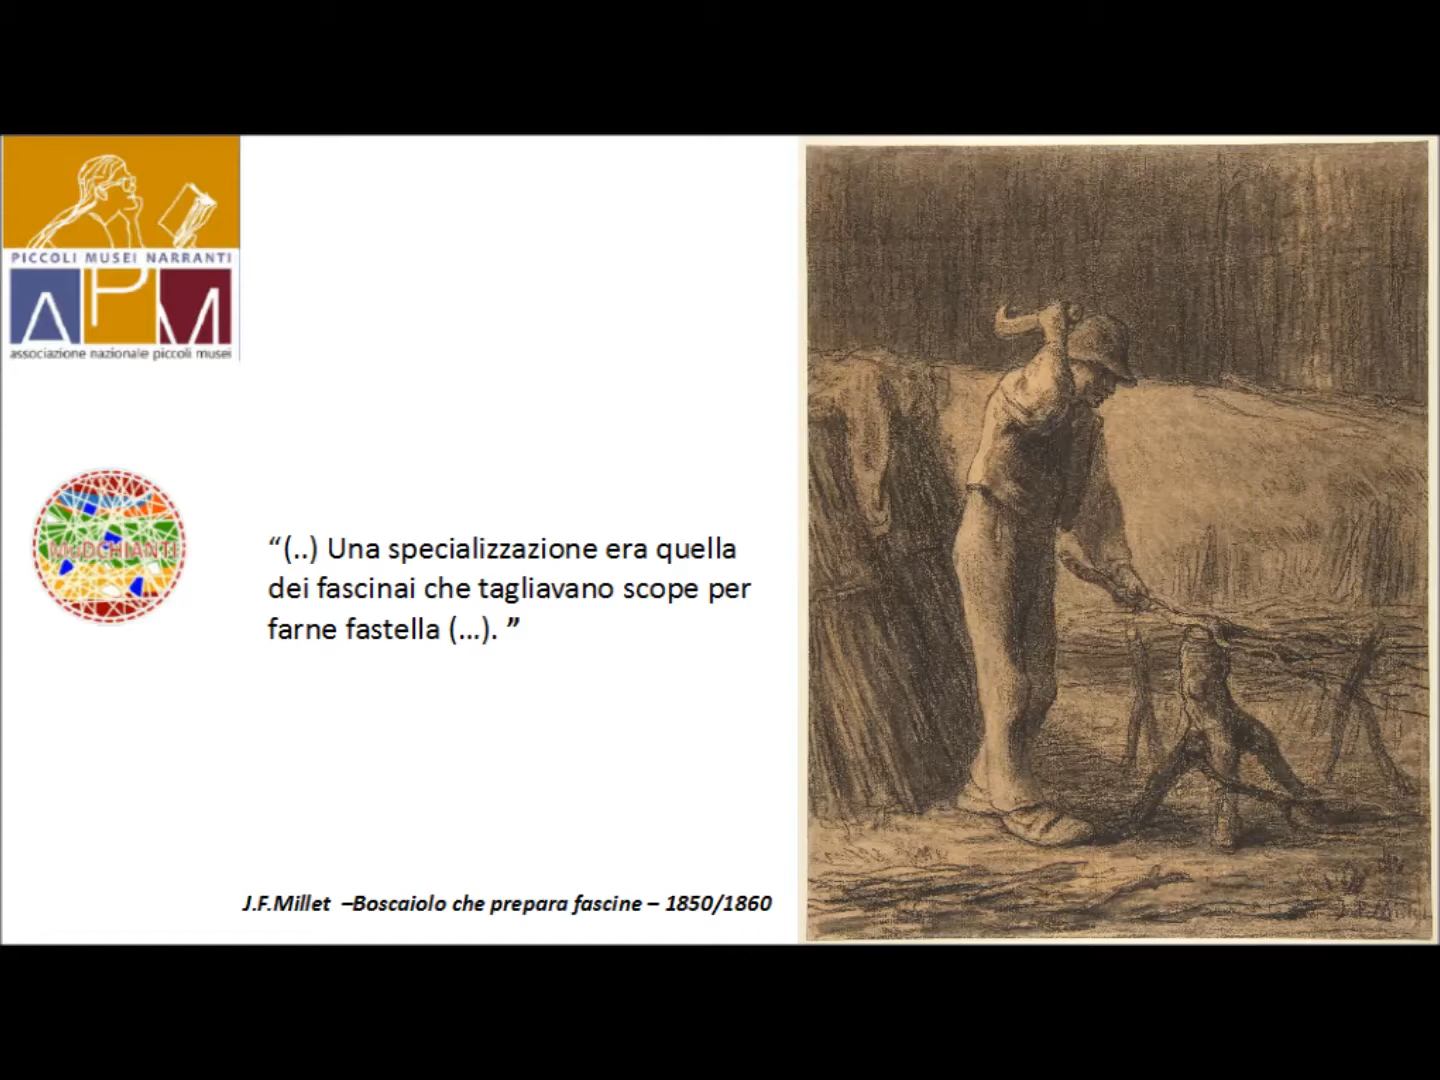 PICCOLI MUSEI NARRANTI
APM
associazione nazionale piccoli musei
MuDCHIANTI
“(..) Una specializzazione era quella
dei fascinai che tagliavano scope per
farne fastella (…). ”
J.F.Millet –Boscaiolo che prepara fascine – 1850/1860